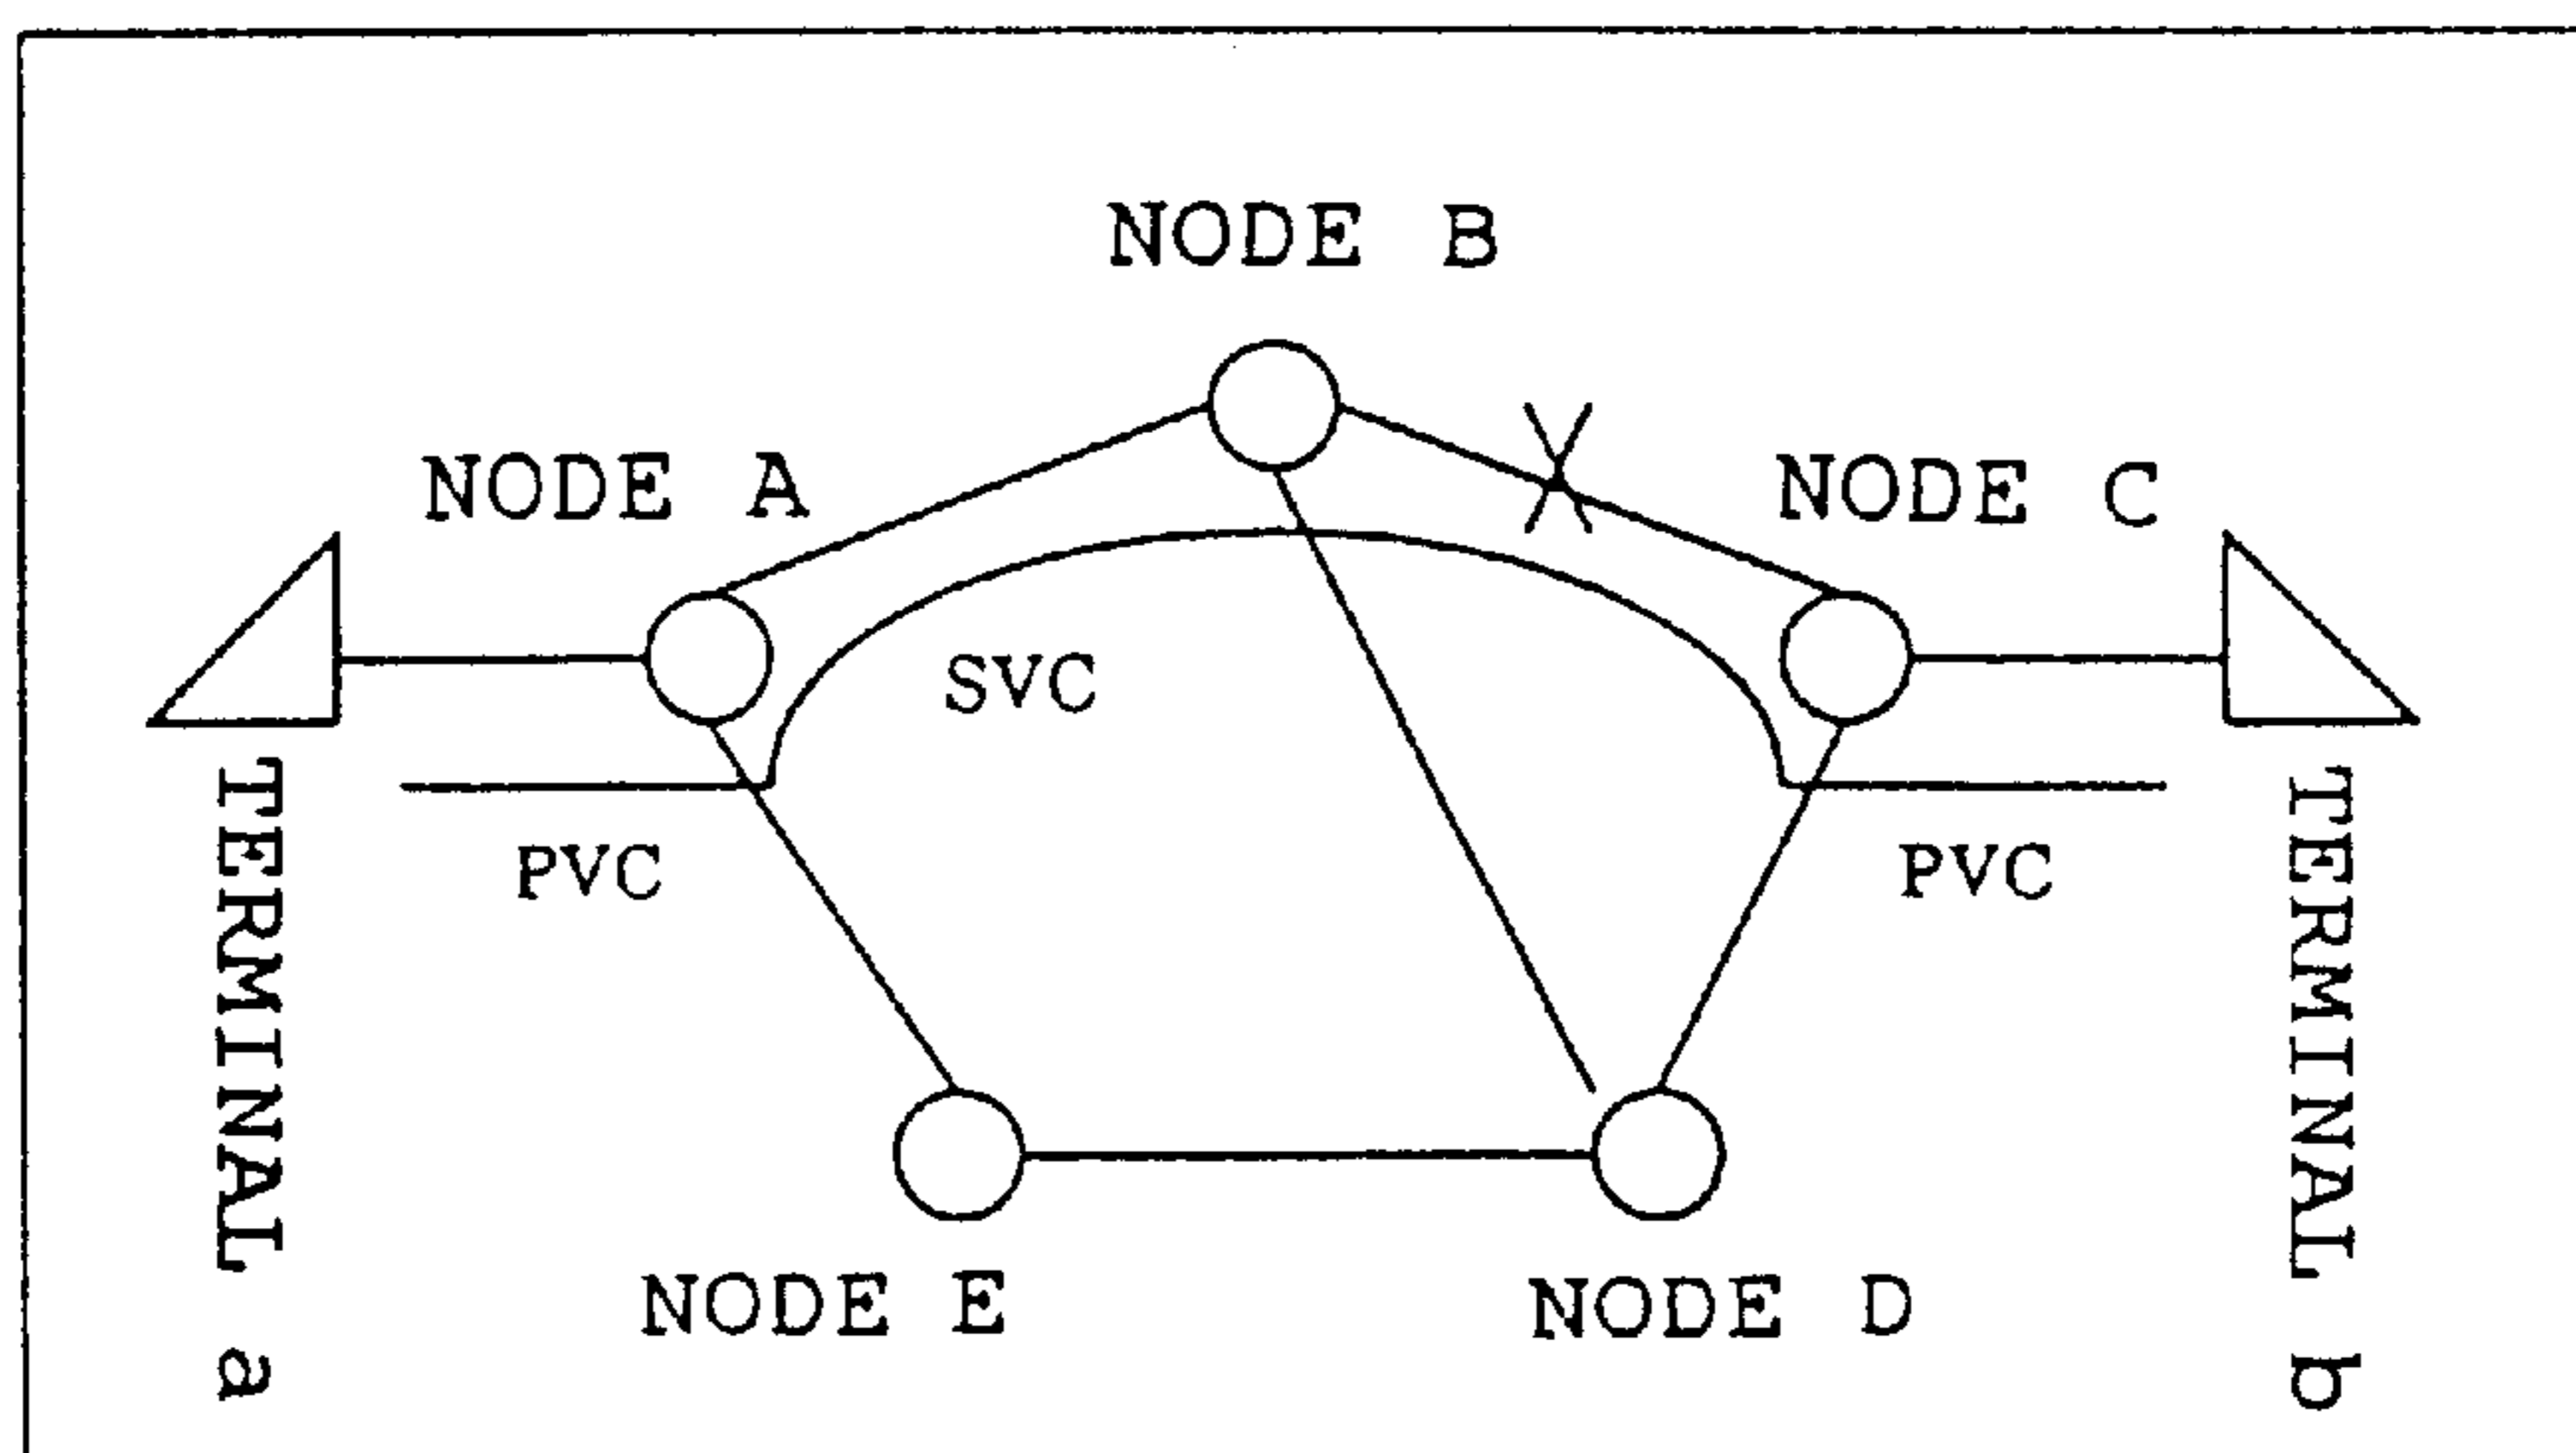 NODE B
NODE A
NODE C
SVC
PVC
PVC
TERMINAL a
TERMINAL b
NODE E
NODE D